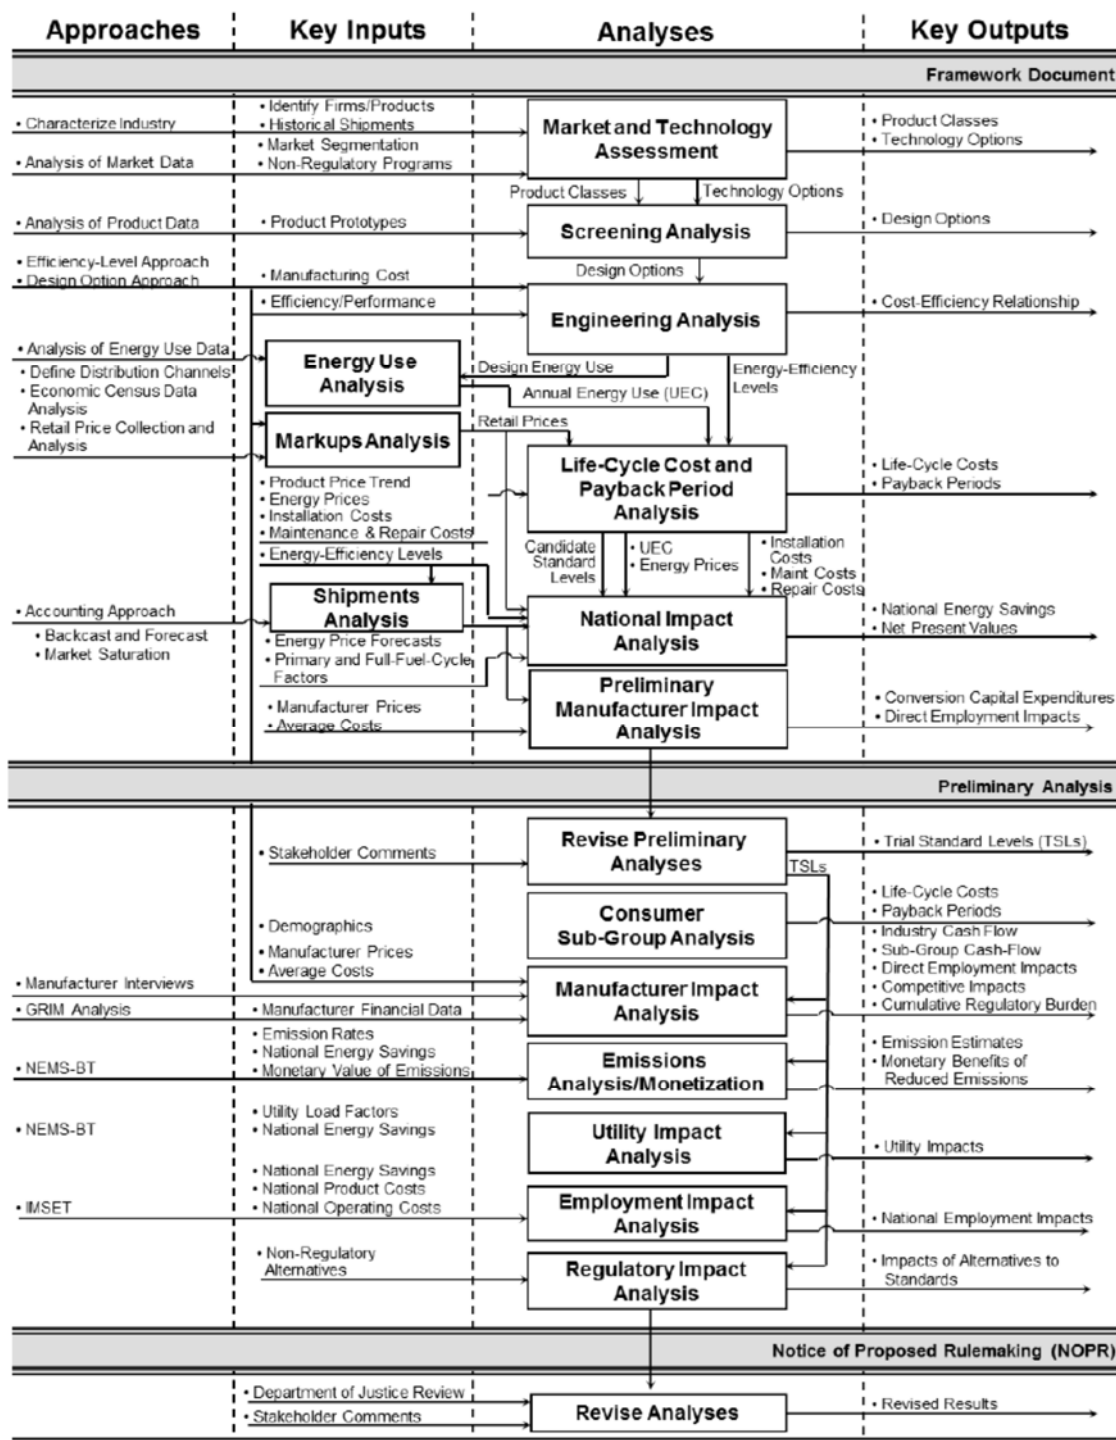 Approaches
Key Inputs
Analyses
Key Outputs
Framework Document
• Characterize Industry
• Analysis of Market Data
• Identify Firms/Products
• Historical Shipments
• Market Segmentation
• Non-Regulatory Programs
Market and Technology
Assessment
• Product Classes
• Technology Options
Product Classes
Technology Options
• Analysis of Product Data
• Product Prototypes
Screening Analysis
• Design Options
• Efficiency-Level Approach
• Design Option Approach
Design Options
• Manufacturing Cost
• Efficiency/Performance
Engineering Analysis
• Cost-Efficiency Relationship
• Analysis of Energy Use Data
• Define Distribution Channels
• Economic Census Data
Analysis
• Retail Price Collection and
Analysis
Energy Use
Analysis
Design Energy Use
Annual Energy Use (UEC)
Energy-Efficiency
Levels
Markups Analysis
Retail Prices
• Product Price Trend
• Energy Prices
• Installation Costs
• Maintenance & Repair Costs
Life-Cycle Cost and
Payback Period
Analysis
• Life-Cycle Costs
• Payback Periods
• Energy-Efficiency Levels
Candidate
Standard
Levels
• UEC
• Energy Prices
• Installation
Costs
• Maint Costs
• Repair Costs
• Accounting Approach
• Backcast and Forecast
• Market Saturation
Shipments
Analysis
National Impact
Analysis
• National Energy Savings
• Net Present Values
• Energy Price Forecasts
• Primary and Full-Fuel-Cycle
Factors
• Manufacturer Prices
• Average Costs
Preliminary
Manufacturer Impact
Analysis
• Conversion Capital Expenditures
• Direct Employment Impacts
Preliminary Analysis
• Stakeholder Comments
Revise Preliminary
Analyses
• Trial Standard Levels (TSLs)
TSLs
• Demographics
Consumer
Sub-Group Analysis
• Life-Cycle Costs
• Payback Periods
• Industry Cash Flow
• Sub-Group Cash-Flow
• Direct Employment Impacts
• Competitive Impacts
• Cumulative Regulatory Burden
• Manufacturer Prices
• Average Costs
• Manufacturer Interviews
• GRIM Analysis
• Manufacturer Financial Data
Manufacturer Impact
Analysis
• Emission Rates
• National Energy Savings
• Monetary Value of Emissions
• NEMS-BT
Emissions
Analysis/Monetization
• Emission Estimates
• Monetary Benefits of
Reduced Emissions
• NEMS-BT
• Utility Load Factors
• National Energy Savings
Utility Impact
Analysis
• Utility Impacts
• IMSET
• National Energy Savings
• National Product Costs
• National Operating Costs
Employment Impact
Analysis
• National Employment Impacts
• Non-Regulatory
Alternatives
Regulatory Impact
Analysis
• Impacts of Alternatives to
Standards
Notice of Proposed Rulemaking (NOPR)
• Department of Justice Review
• Stakeholder Comments
Revise Analyses
• Revised Results